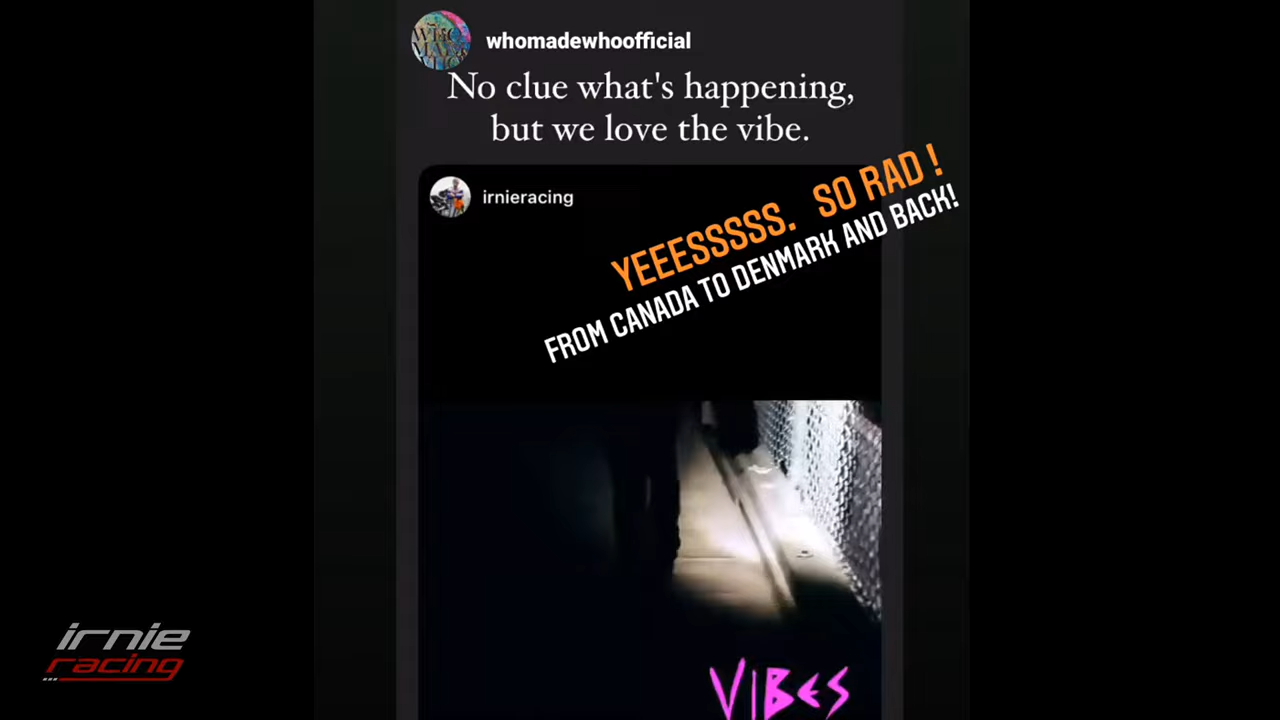 whomadewhoofficial
No clue what's happening,
but we love the vibe.
irnieracing
YEEESSSSS. SO RAD !
FROM CANADA TO DENMARK AND BACK!
VIBES
irnie
racing